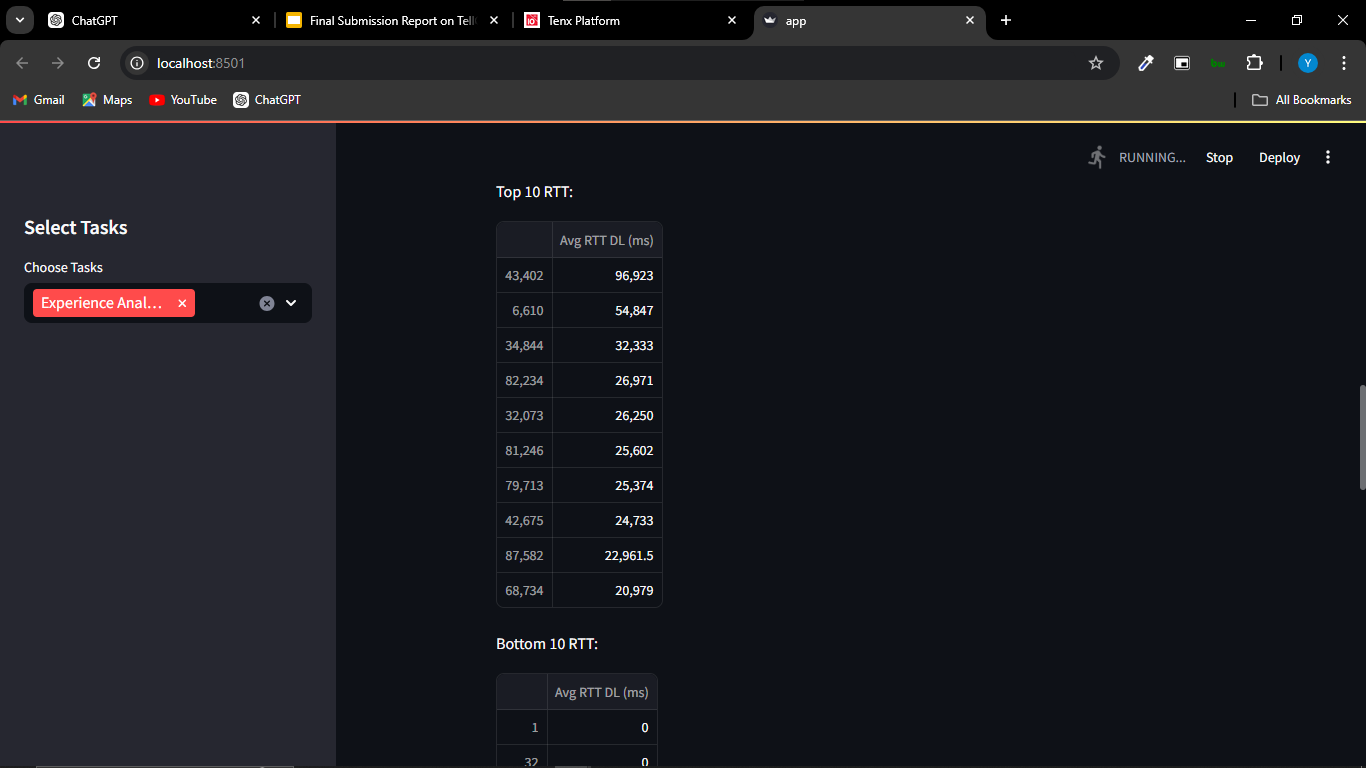 ChatGPT
Final Submission Report on Tell
Tenx Platform
app
localhost:8501
bw
Y
Gmail
Maps
YouTube
ChatGPT
All Bookmarks
RUNNING...
Stop
Deploy
Select Tasks
Choose Tasks
Experience Anal...
Top 10 RTT:
Avg RTT DL (ms)
43,402 96,923
6,610 54,847
34,844 32,333
82,234 26,971
32,073 26,250
81,246 25,602
79,713 25,374
42,675 24,733
87,582 22,961.5
68,734 20,979
Bottom 10 RTT:
Avg RTT DL (ms)
1 0
32 0